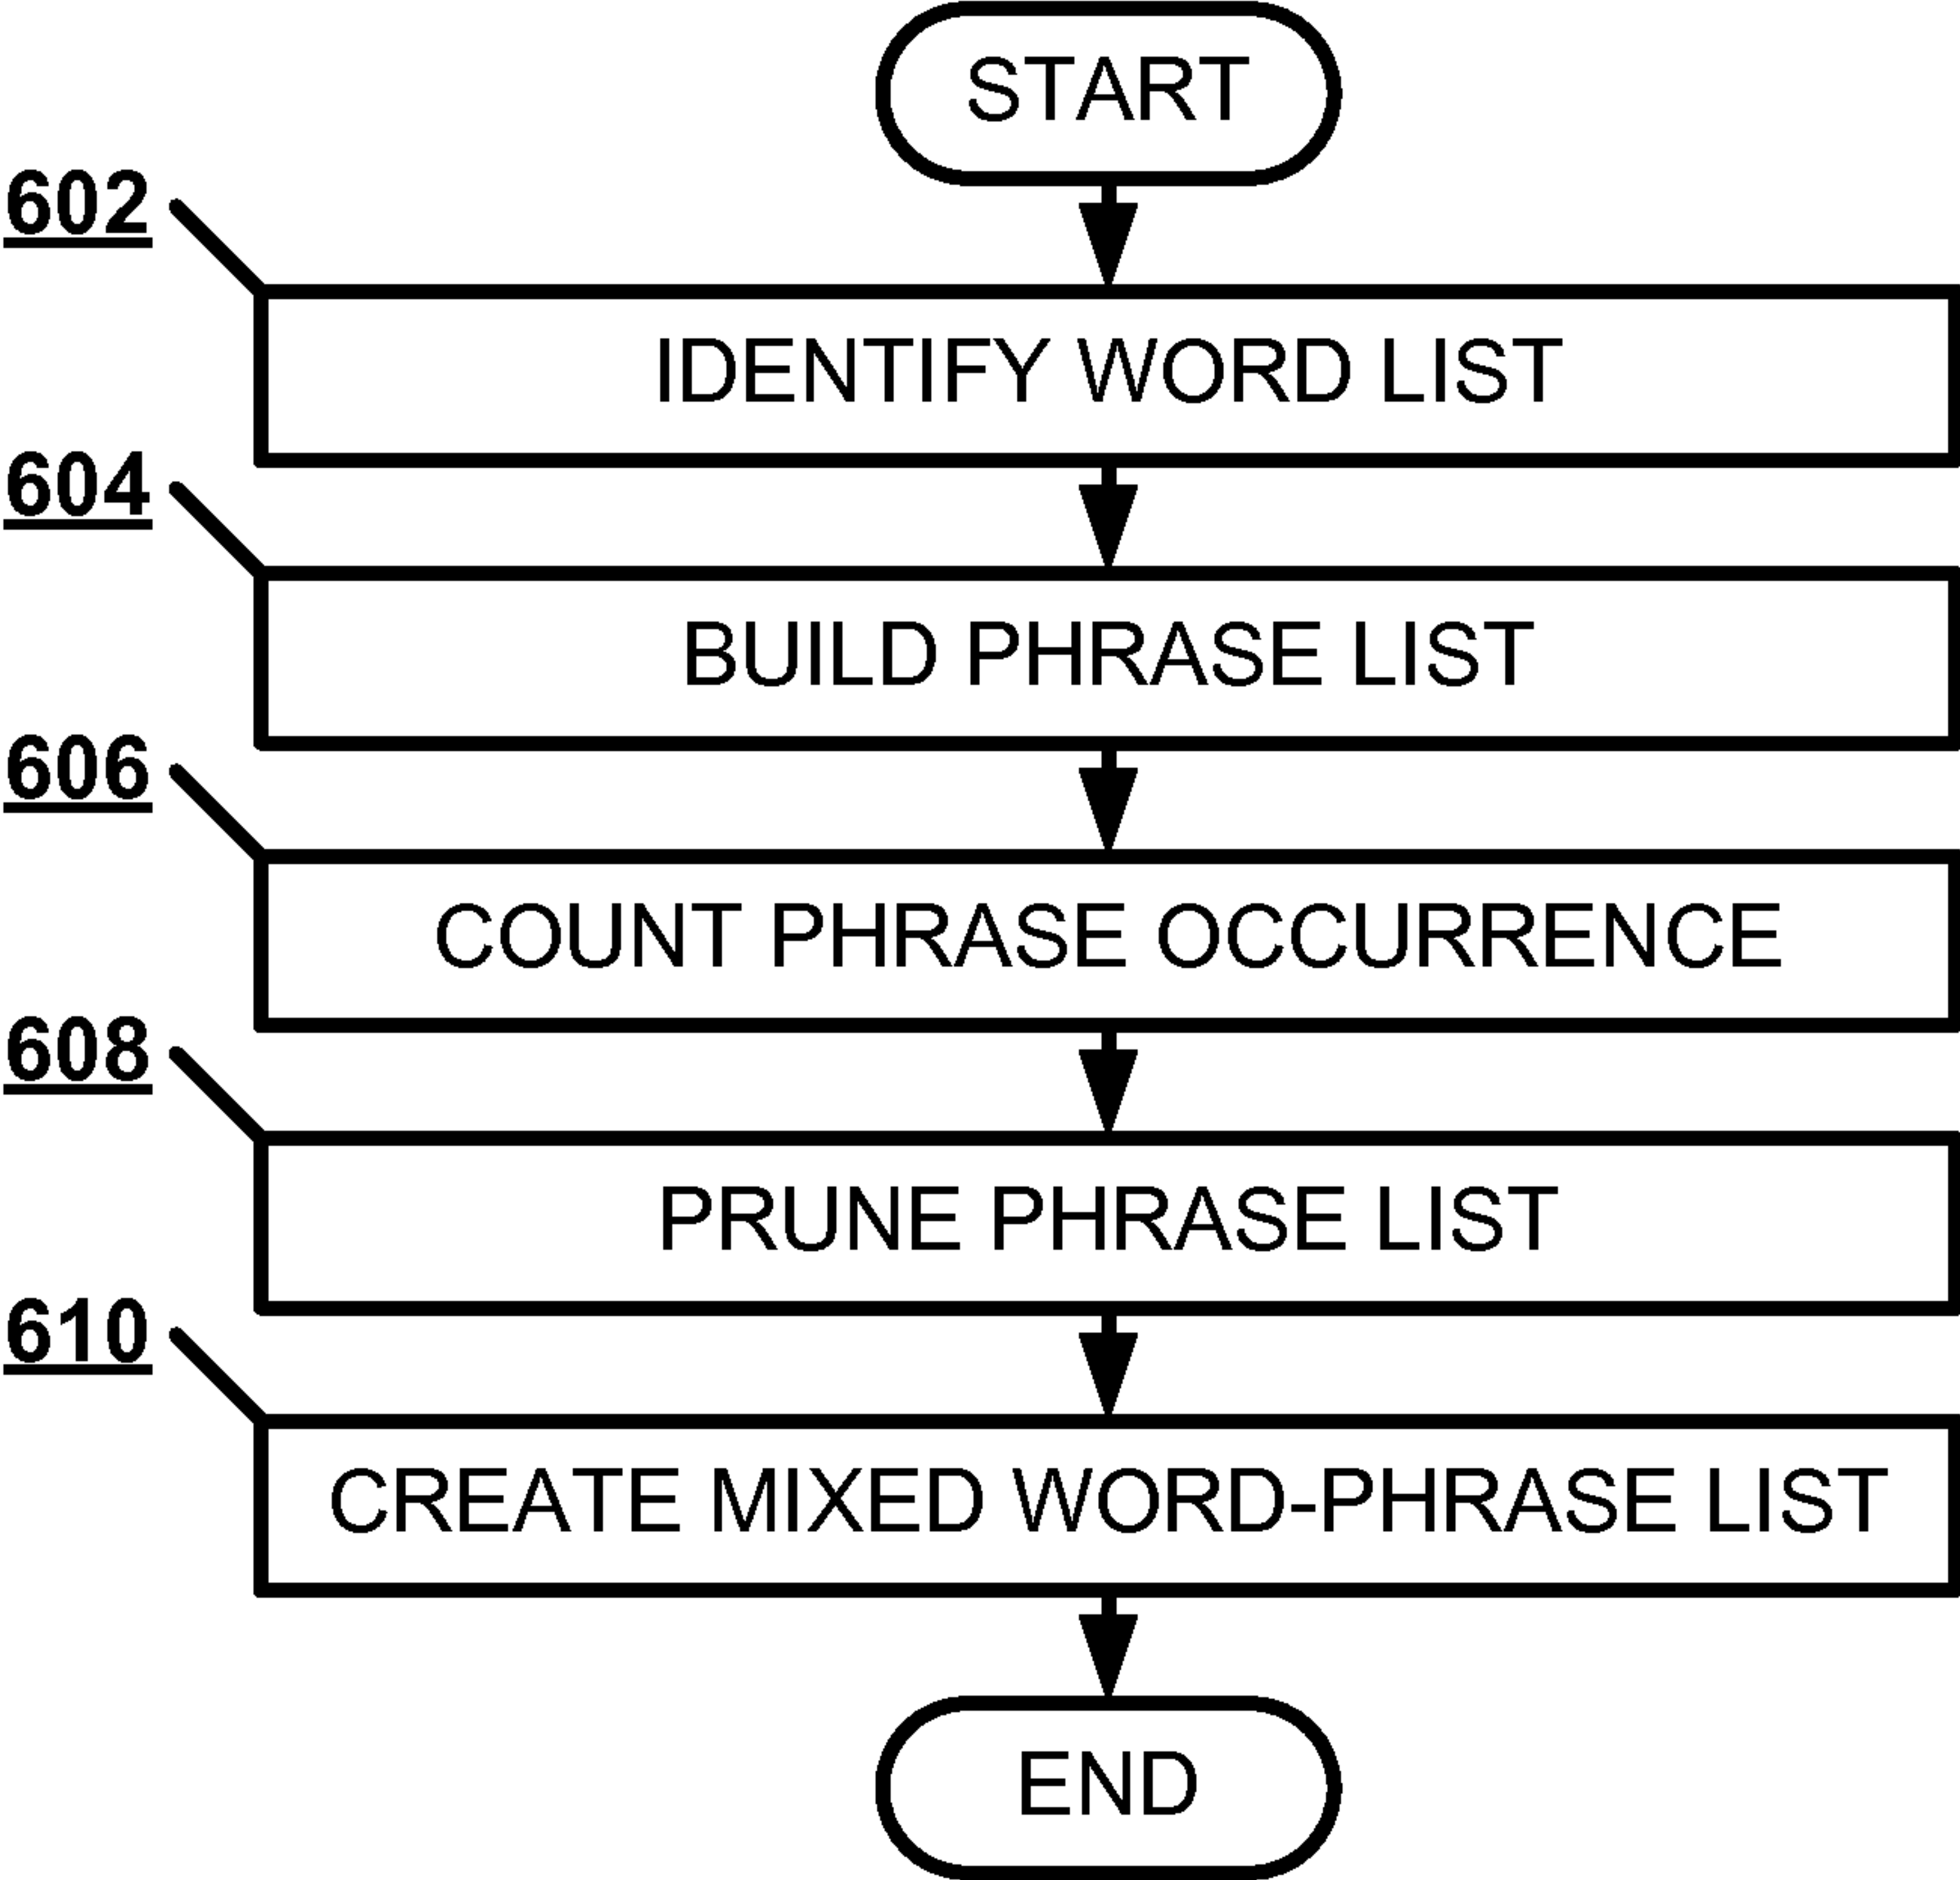 START
602
IDENTIFY WORD LIST
604
BUILD PHRASE LIST
606
COUNT PHRASE OCCURRENCE
608
PRUNE PHRASE LIST
610
CREATE MIXED WORD-PHRASE LIST
END